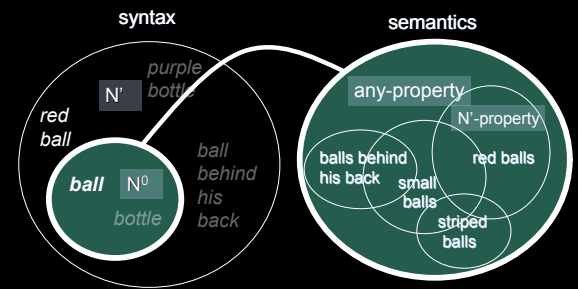 syntax
semantics
purple
bottle
N'
red
ball
ball
N⁰
bottle
ball
behind
his
back
any-property
N'-property
balls behind
his back
small
balls
red balls
striped
balls